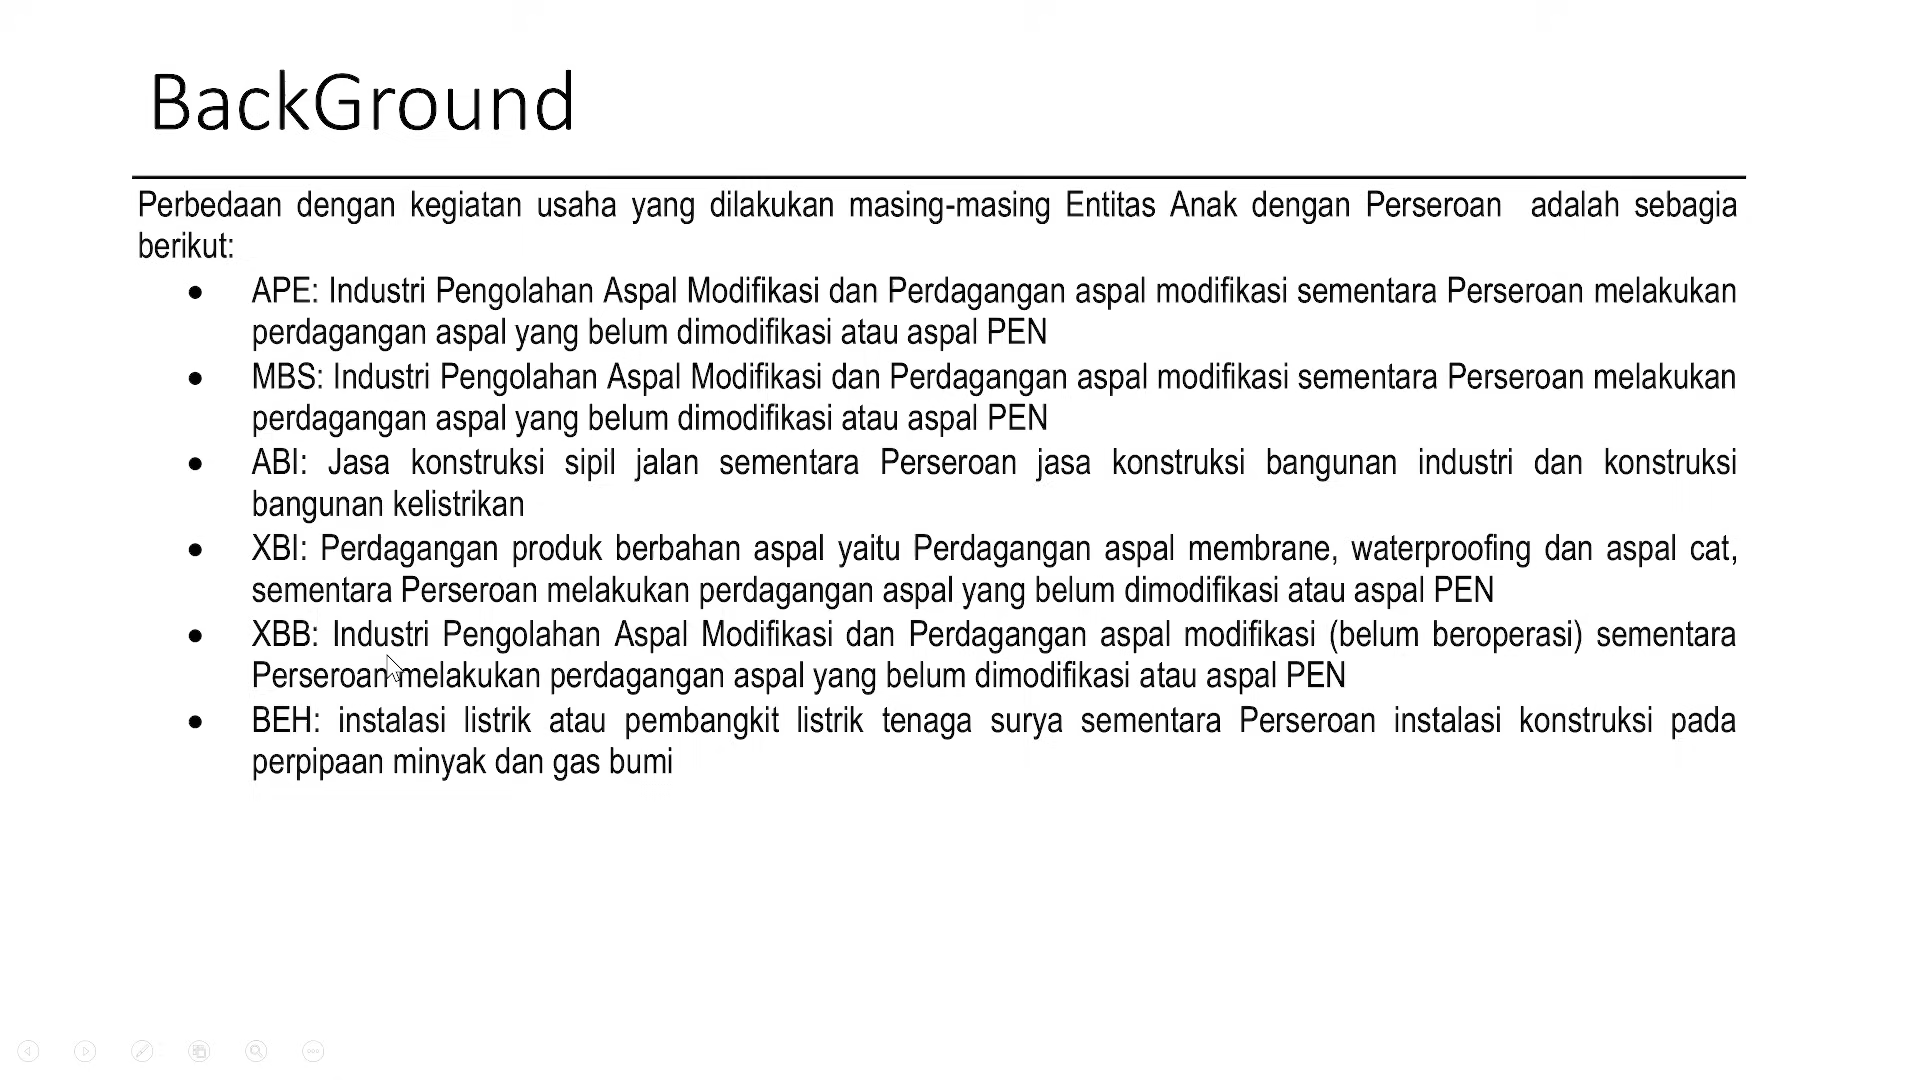 BackGround
Perbedaan dengan kegiatan usaha yang dilakukan masing-masing Entitas Anak dengan Perseroan adalah sebagia
berikut:
• APE: Industri Pengolahan Aspal Modifikasi dan Perdagangan aspal modifikasi sementara Perseroan melakukan
perdagangan aspal yang belum dimodifikasi atau aspal PEN
• MBS: Industri Pengolahan Aspal Modifikasi dan Perdagangan aspal modifikasi sementara Perseroan melakukan
perdagangan aspal yang belum dimodifikasi atau aspal PEN
• ABI: Jasa konstruksi sipil jalan sementara Perseroan jasa konstruksi bangunan industri dan konstruksi
bangunan kelistrikan
• XBI: Perdagangan produk berbahan aspal yaitu Perdagangan aspal membrane, waterproofing dan aspal cat,
sementara Perseroan melakukan perdagangan aspal yang belum dimodifikasi atau aspal PEN
• XBB: Industri Pengolahan Aspal Modifikasi dan Perdagangan aspal modifikasi (belum beroperasi) sementara
Perseroan melakukan perdagangan aspal yang belum dimodifikasi atau aspal PEN
• BEH: instalasi listrik atau pembangkit listrik tenaga surya sementara Perseroan instalasi konstruksi pada
perpipaan minyak dan gas bumi